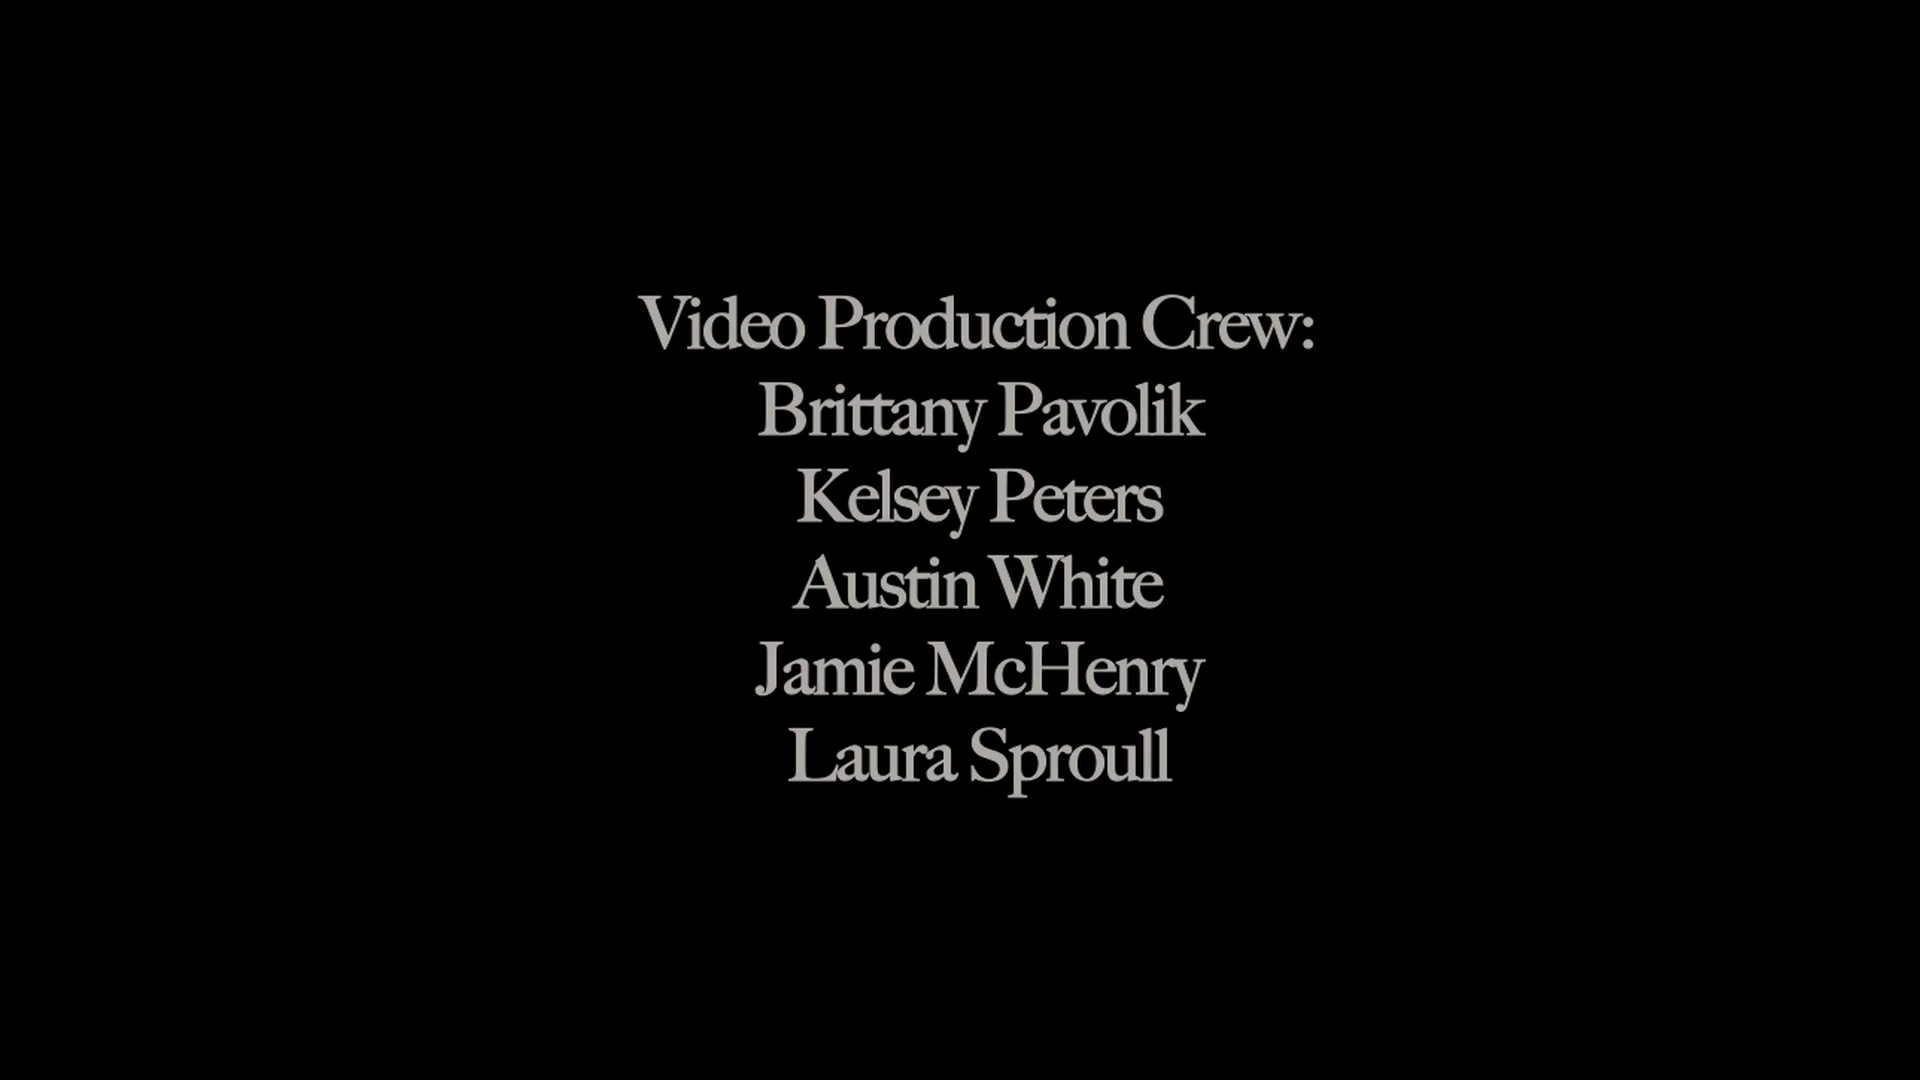 Video Production Crew:
Brittany Pavolik
Kelsey Peters
Austin White
Jamie McHenry
Laura Sproull